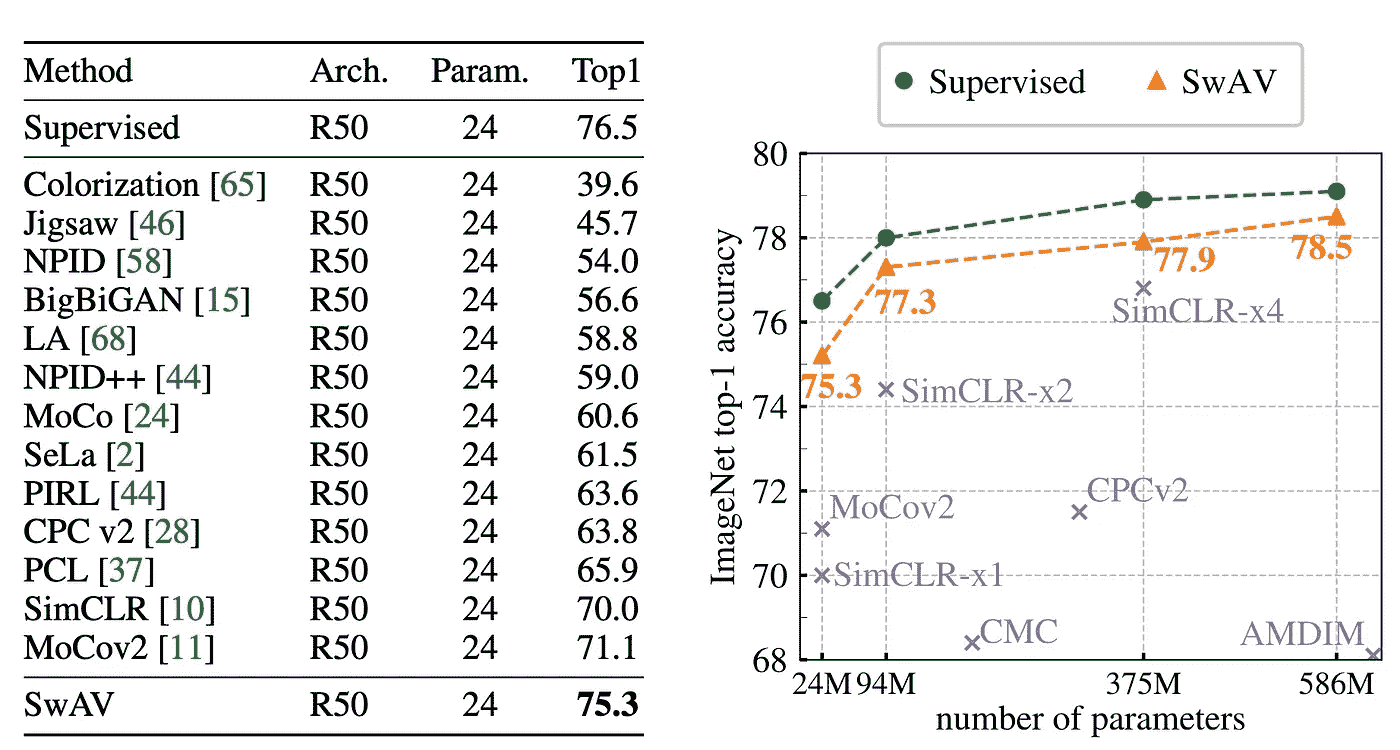 Method Arch. Param. Top1
Supervised R50 24 76.5
Colorization [65] R50 24 39.6
Jigsaw [46] R50 24 45.7
NPID [58] R50 24 54.0
BigBiGAN [15] R50 24 56.6
LA [68] R50 24 58.8
NPID++ [44] R50 24 59.0
MoCo [24] R50 24 60.6
SeLa [2] R50 24 61.5
PIRL [44] R50 24 63.6
CPC v2 [28] R50 24 63.8
PCL [37] R50 24 65.9
SimCLR [10] R50 24 70.0
MoCov2 [11] R50 24 71.1
SwAV R50 24 75.3
Supervised SwAV
ImageNet top-1 accuracy
80
78
76
74
72
70
68
78.5
77.9
77.3
SimCLR-x4
75.3
SimCLR-x2
CPCv2
MoCov2
SimCLR-x1
CMC
AMDIM
24M 94M 375M 586M
number of parameters